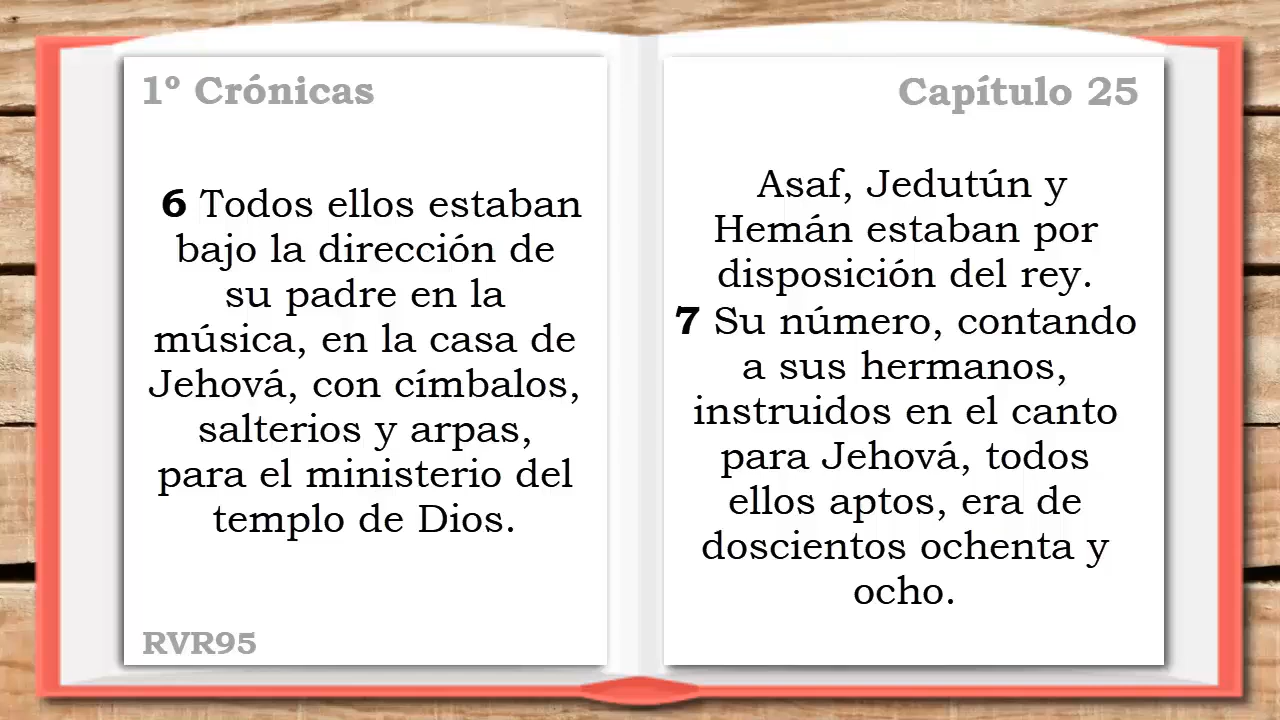 1º Crónicas
6 Todos ellos estaban
bajo la dirección de
su padre en la
música, en la casa de
Jehová, con címbalos,
salterios y arpas,
para el ministerio del
templo de Dios.
RVR95
Capítulo 25
Asaf, Jedutún y
Hemán estaban por
disposición del rey.
7 Su número, contando
a sus hermanos,
instruidos en el canto
para Jehová, todos
ellos aptos, era de
doscientos ochenta y
ocho.